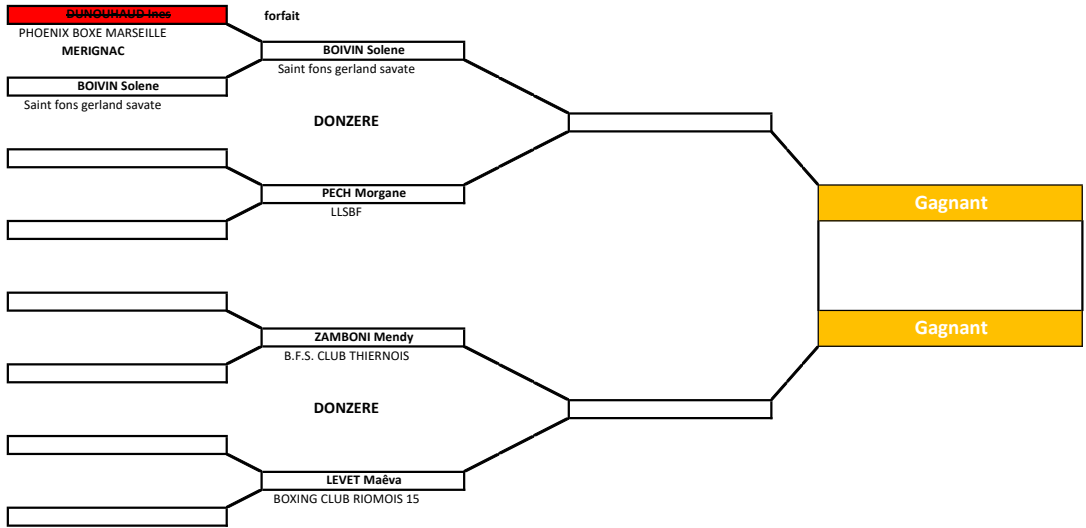 DUNOUHAUD Ines
forfait
PHOENIX BOXE MARSEILLE
MERIGNAC
BOIVIN Solene
Saint fons gerland savate
BOIVIN Solene
Saint fons gerland savate
DONZERE
PECH Morgane
LLSBF
Gagnant
ZAMBONI Mendy
B.F.S. CLUB THIERNOIS
Gagnant
DONZERE
LEVET Maêva
BOXING CLUB RIOMOIS 15